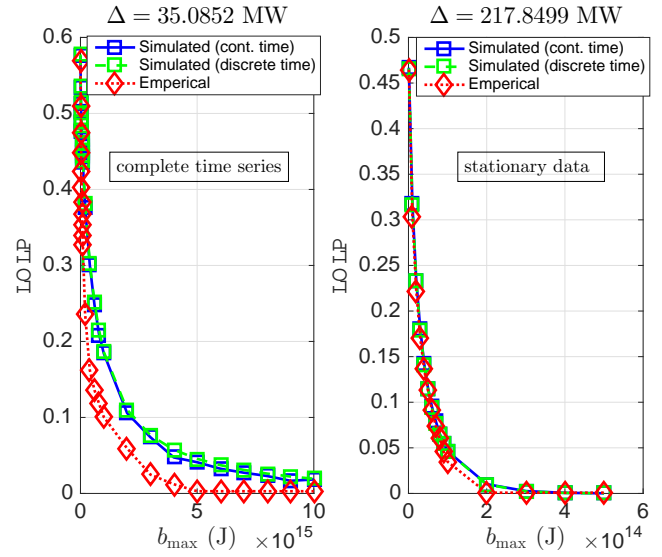 Δ = 35.0852 MW
0.6
0.5
0.4
0.3
0.2
0.1
0
LO LP
Simulated (cont. time)
Simulated (discrete time)
Emperical
complete time series
0 5 10
b_max (J) ×10^15
Δ = 217.8499 MW
0.5
0.45
0.4
0.35
0.3
0.25
0.2
0.15
0.1
0.05
0
LO LP
Simulated (cont. time)
Simulated (discrete time)
Emperical
stationary data
0 2 4 6
b_max (J) ×10^14